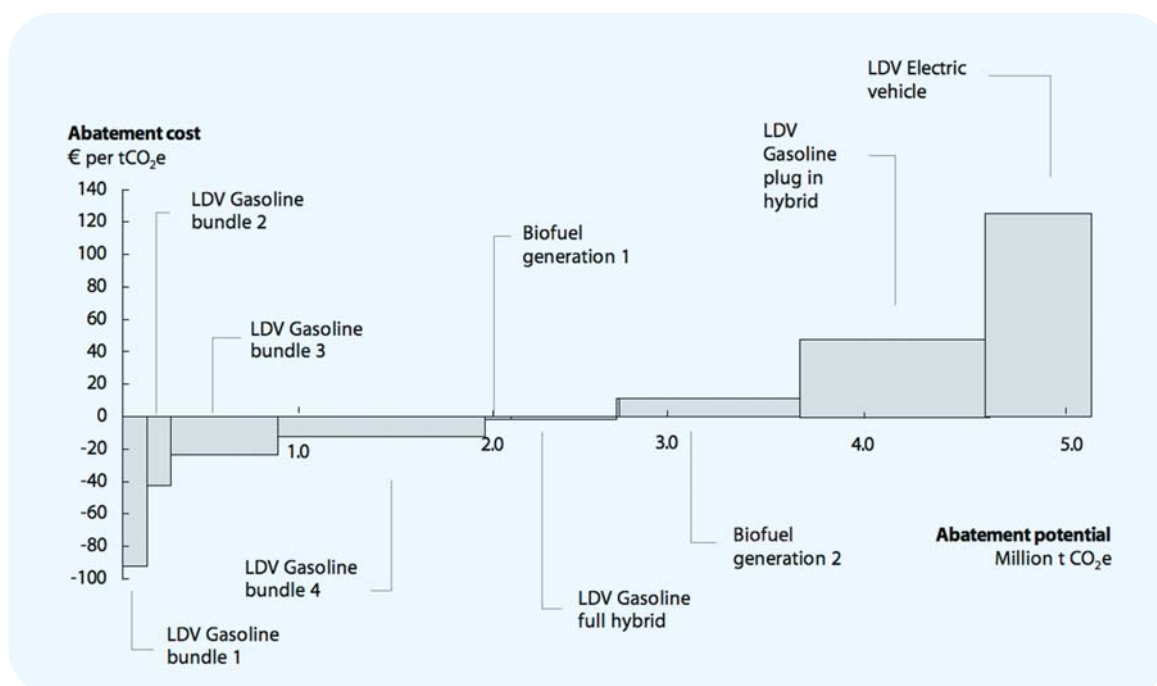 LDV Electric
vehicle
Abatement cost
€ per tCO₂e
LDV
Gasoline
plug in
hybrid
140
120
100
80
60
40
20
0
-20
-40
-60
-80
-100
LDV Gasoline
bundle 2
Biofuel
generation 1
LDV Gasoline
bundle 3
1.0
2.0
3.0
4.0
5.0
LDV Gasoline
bundle 4
LDV Gasoline
bundle 1
LDV Gasoline
full hybrid
Biofuel
generation 2
Abatement potential
Million t CO₂e